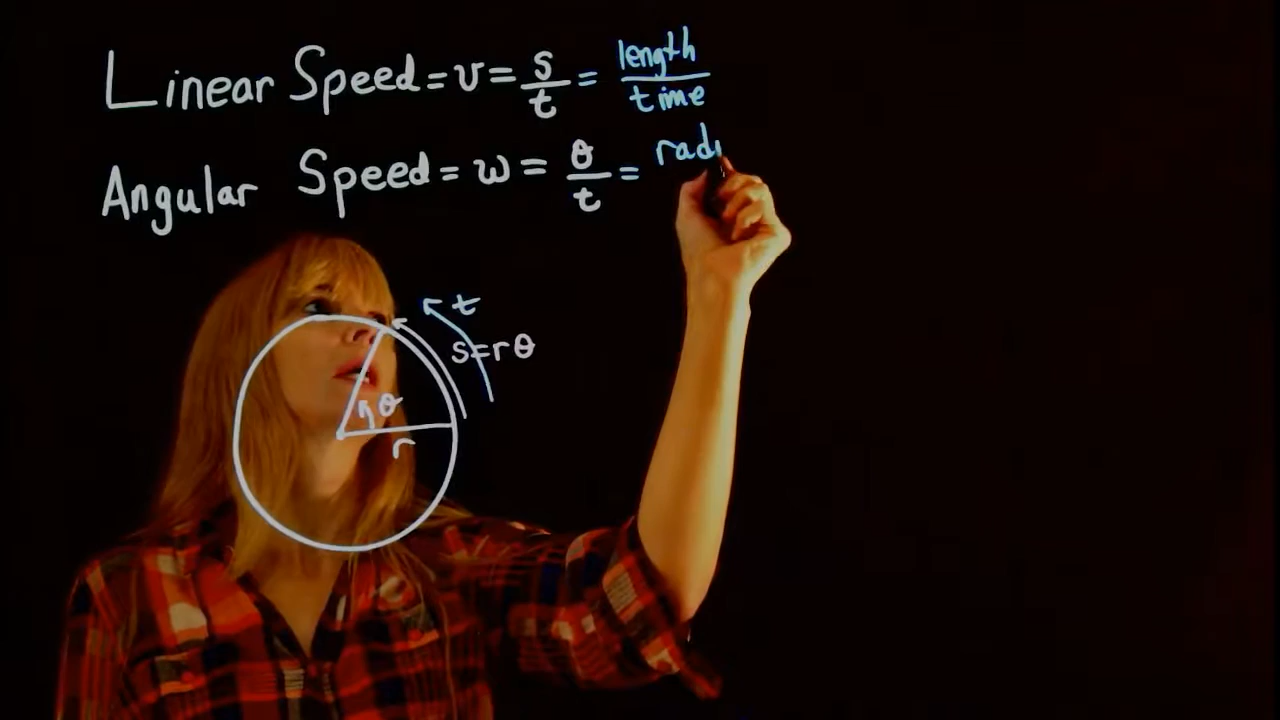 Linear Speed = v = s/t = length/time
Angular Speed = w = θ/t = radi
t
s=rθ
θ
r